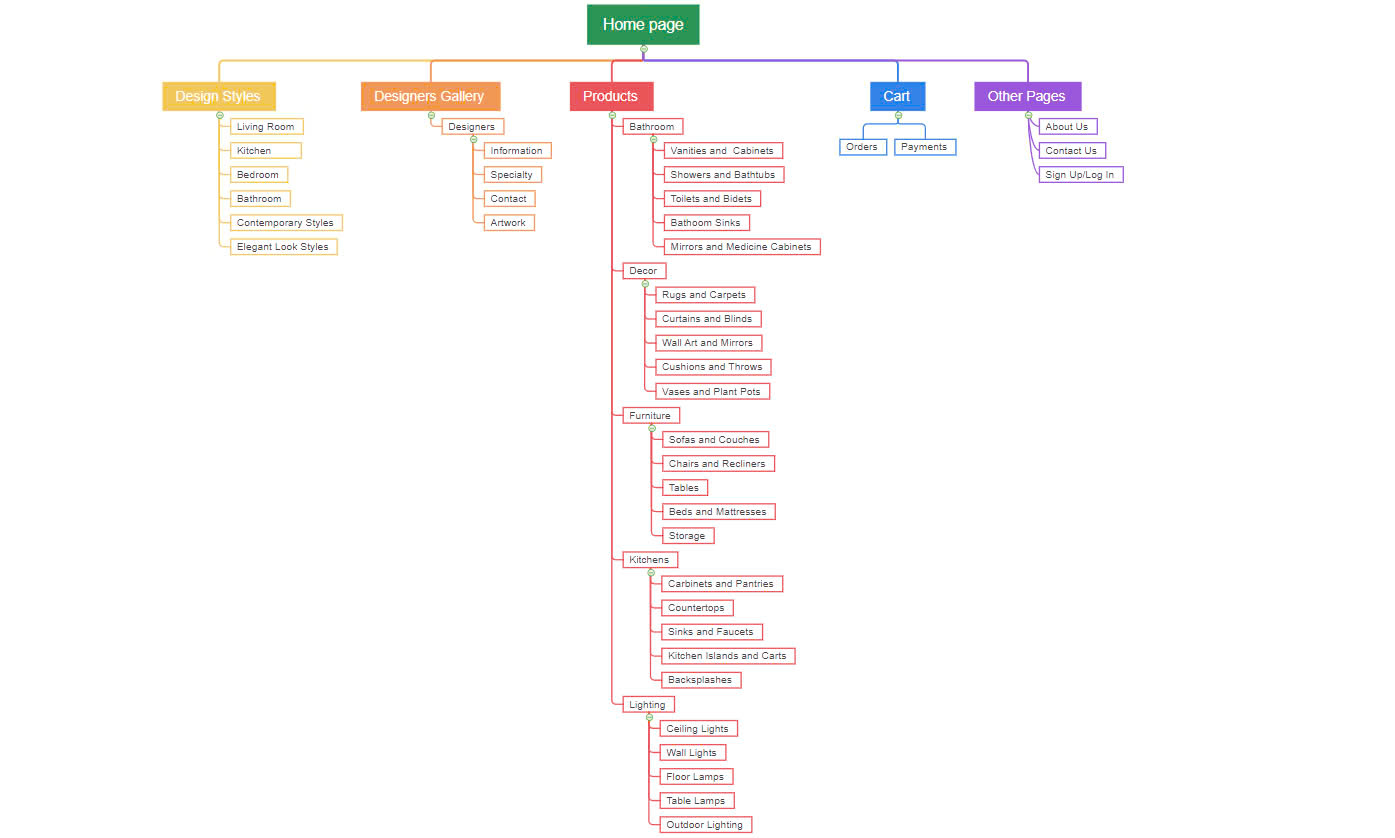 Home page
Design Styles
Living Room
Kitchen
Bedroom
Bathroom
Contemporary Styles
Elegant Look Styles
Designers Gallery
Designers
Information
Specialty
Contact
Artwork
Products
Bathroom
Vanities and  Cabinets
Showers and Bathtubs
Toilets and Bidets
Bathoom Sinks
Mirrors and Medicine Cabinets
Decor
Rugs and Carpets
Curtains and Blinds
Wall Art and Mirrors
Cushions and Throws
Vases and Plant Pots
Furniture
Sofas and Couches
Chairs and Recliners
Tables
Beds and Mattresses
Storage
Kitchens
Carbinets and Pantries
Countertops
Sinks and Faucets
Kitchen Islands and Carts
Backsplashes
Lighting
Ceiling Lights
Wall Lights
Floor Lamps
Table Lamps
Outdoor Lighting
Cart
Orders
Payments
Other Pages
About Us
Contact Us
Sign Up/Log In